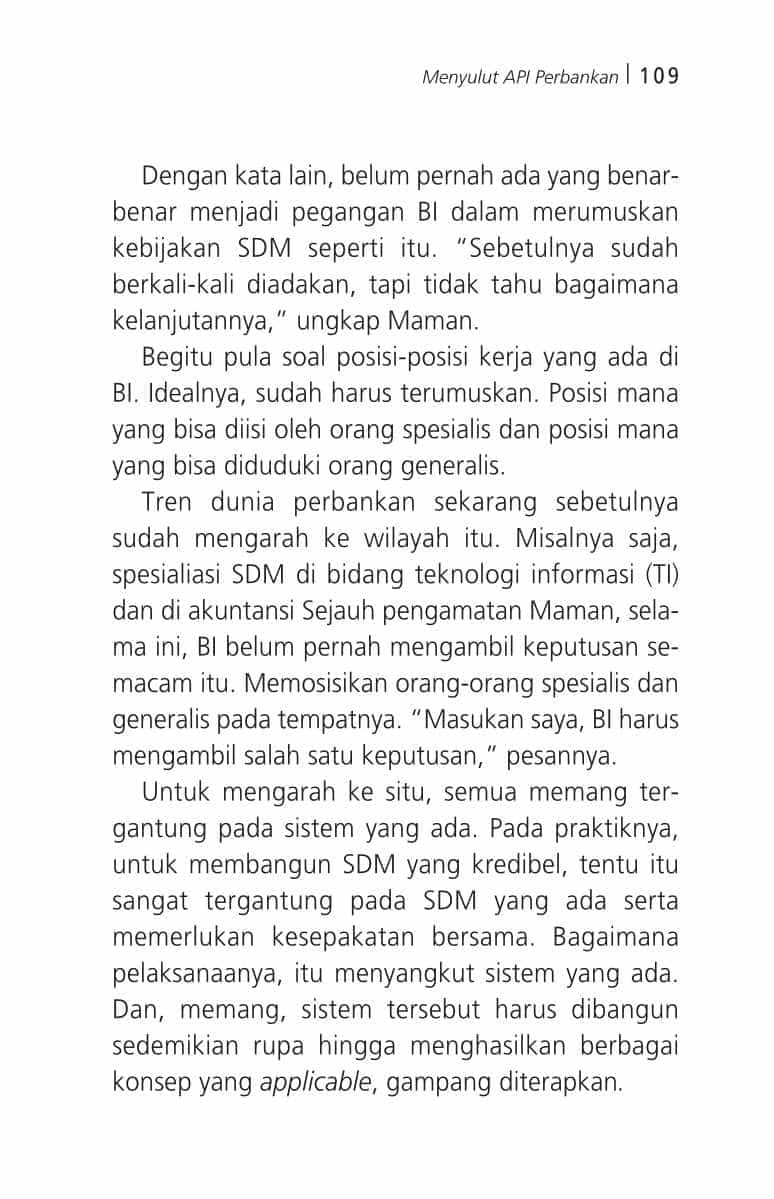 Menyulut API Perbankan | 109
Dengan kata lain, belum pernah ada yang benar-
benar menjadi pegangan BI dalam merumuskan
kebijakan SDM seperti itu. “Sebetulnya sudah
berkali-kali diadakan, tapi tidak tahu bagaimana
kelanjutannya,” ungkap Maman.
Begitu pula soal posisi-posisi kerja yang ada di
BI. Idealnya, sudah harus terumuskan. Posisi mana
yang bisa diisi oleh orang spesialis dan posisi mana
yang bisa diduduki orang generalis.
Tren dunia perbankan sekarang sebetulnya
sudah mengarah ke wilayah itu. Misalnya saja,
spesialiasi SDM di bidang teknologi informasi (TI)
dan di akuntansi Sejauh pengamatan Maman, sela-
ma ini, BI belum pernah mengambil keputusan se-
macam itu. Memosisikan orang-orang spesialis dan
generalis pada tempatnya. “Masukan saya, BI harus
mengambil salah satu keputusan,” pesannya.
Untuk mengarah ke situ, semua memang ter-
gantung pada sistem yang ada. Pada praktiknya,
untuk membangun SDM yang kredibel, tentu itu
sangat tergantung pada SDM yang ada serta
memerlukan kesepakatan bersama. Bagaimana
pelaksanaanya, itu menyangkut sistem yang ada.
Dan, memang, sistem tersebut harus dibangun
sedemikian rupa hingga menghasilkan berbagai
konsep yang applicable, gampang diterapkan.